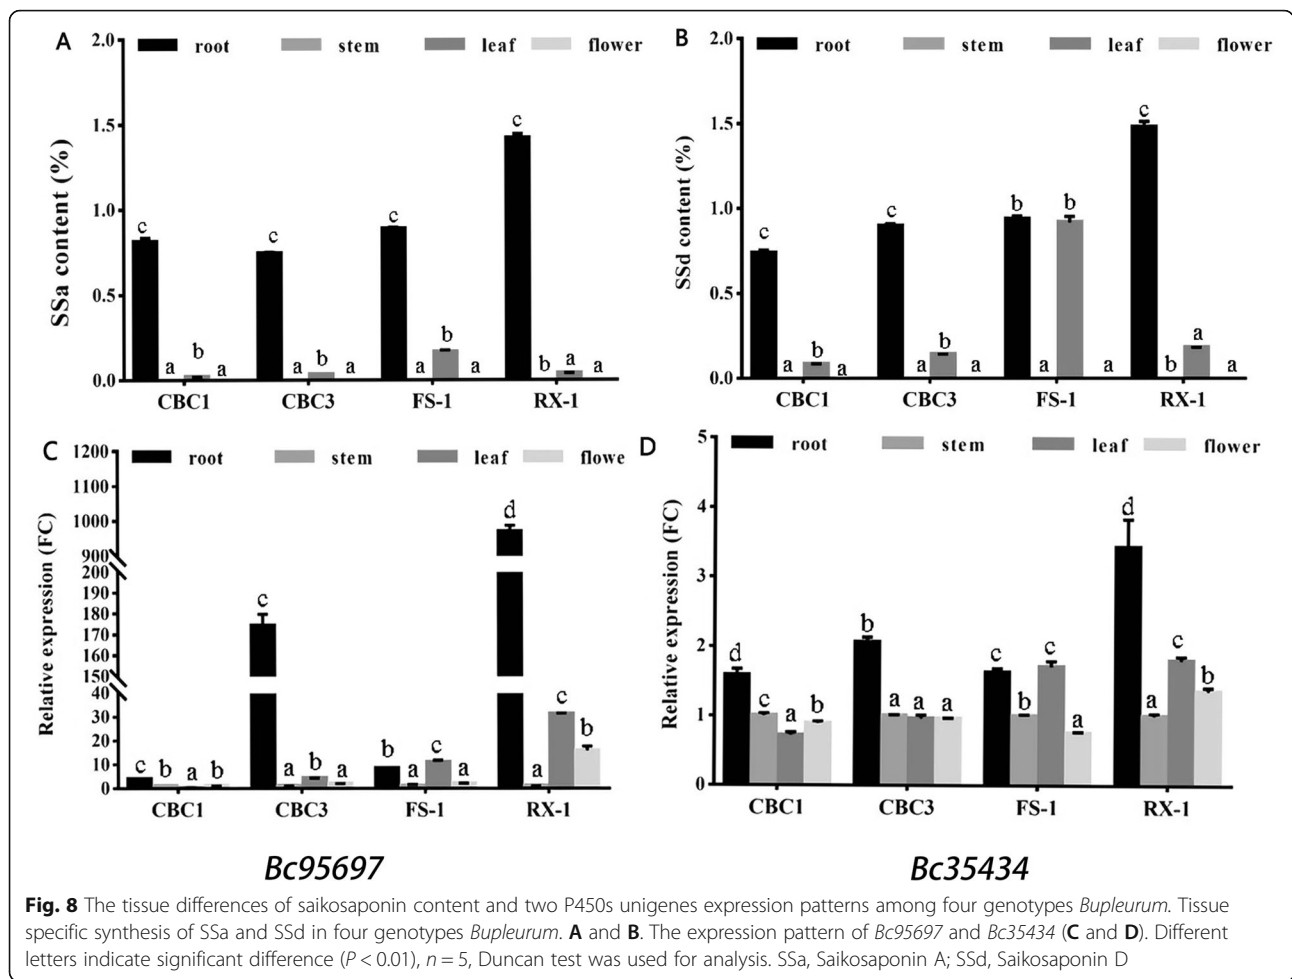 A
2.0
root
stem
leaf
flower
SSa content (%)
1.5
1.0
0.5
0.0
c
a
b
a
c
a
b
a
c
a
b
a
c
b
a
a
CBC1
CBC3
FS-1
RX-1
B
2.0
root
stem
leaf
flower
SSd content (%)
1.5
1.0
0.5
0.0
c
a
b
a
c
a
b
a
b
a
b
a
c
b
a
a
CBC1
CBC3
FS-1
RX-1
C
1200
root
stem
leaf
flowe
Relative expression (FC)
1100
1000
900
200
190
180
170
160
150
40
30
20
10
0
c
b
a
b
c
a
b
a
b
a
c
a
d
a
c
b
CBC1
CBC3
FS-1
RX-1
Bc95697
D
5
root
stem
leaf
flower
Relative expression (FC)
4
3
2
1
0
d
c
a
b
b
a
a
a
c
b
c
a
d
a
c
b
CBC1
CBC3
FS-1
RX-1
Bc35434
Fig. 8 The tissue differences of saikosaponin content and two P450s unigenes expression patterns among four genotypes Bupleurum. Tissue
specific synthesis of SSa and SSd in four genotypes Bupleurum. A and B. The expression pattern of Bc95697 and Bc35434 (C and D). Different
letters indicate significant difference (P < 0.01), n = 5, Duncan test was used for analysis. SSa, Saikosaponin A; SSd, Saikosaponin D